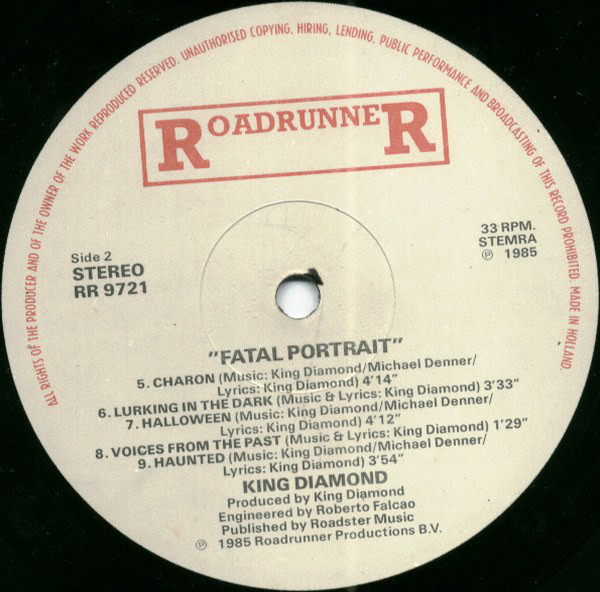 ALL RIGHTS OF THE PRODUCER AND OF THE OWNER OF THE WORK REPRODUCED RESERVED. UNAUTHORISED COPYING, HIRING, LENDING, PUBLIC PERFORMANCE AND BROADCASTING OF THIS RECORD PROHIBITED. MADE IN HOLLAND.
ROADRUNNER
Side 2
STEREO
RR 9721
33 RPM.
STEMRA
℗ 1985
"FATAL PORTRAIT"
5. CHARON (Music: King Diamond/Michael Denner/
Lyrics: King Diamond) 4'14"
6. LURKING IN THE DARK (Music & Lyrics: King Diamond) 3'33"
7. HALLOWEEN (Music: King Diamond/Michael Denner/
Lyrics: King Diamond) 4'12"
8. VOICES FROM THE PAST (Music & Lyrics: King Diamond) 1'29"
9. HAUNTED (Music: King Diamond/Michael Denner/
Lyrics: King Diamond) 3'54"
KING DIAMOND
Produced by King Diamond
Engineered by Roberto Falcao
Published by Roadster Music
℗ 1985 Roadrunner Productions B.V.